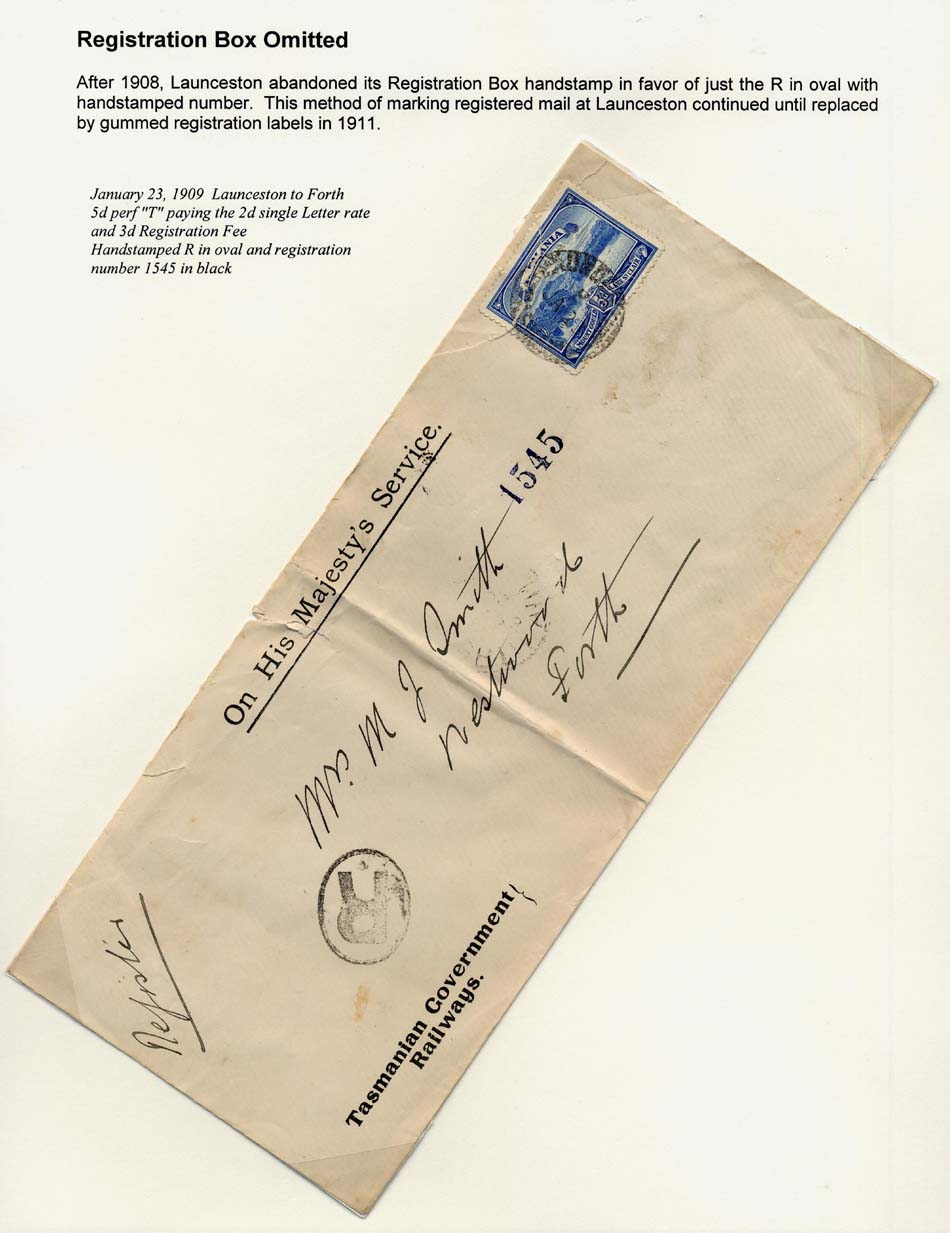 Registration Box Omitted
After 1908, Launceston abandoned its Registration Box handstamp in favor of just the R in oval with
handstamped number. This method of marking registered mail at Launceston continued until replaced
by gummed registration labels in 1911.
January 23, 1909 Launceston to Forth
5d perf "T" paying the 2d single Letter rate
and 3d Registration Fee
Handstamped R in oval and registration
number 1545 in black
On His Majesty's Service.
1545
Mrs. M J Smith
Westwood
Forth
R
Register
Tasmanian Government
Railways.